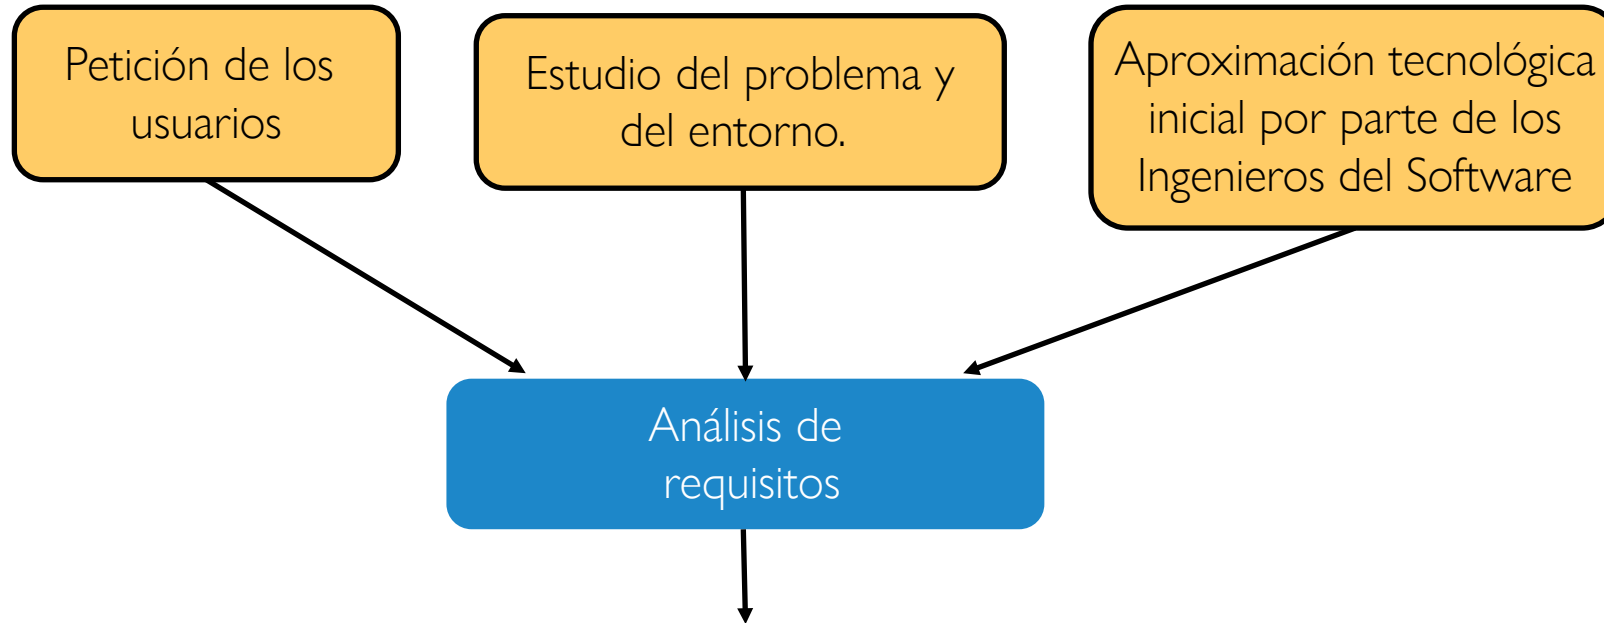 Petición de los
usuarios
Estudio del problema y
del entorno.
Aproximación tecnológica
inicial por parte de los
Ingenieros del Software
Análisis de
requisitos